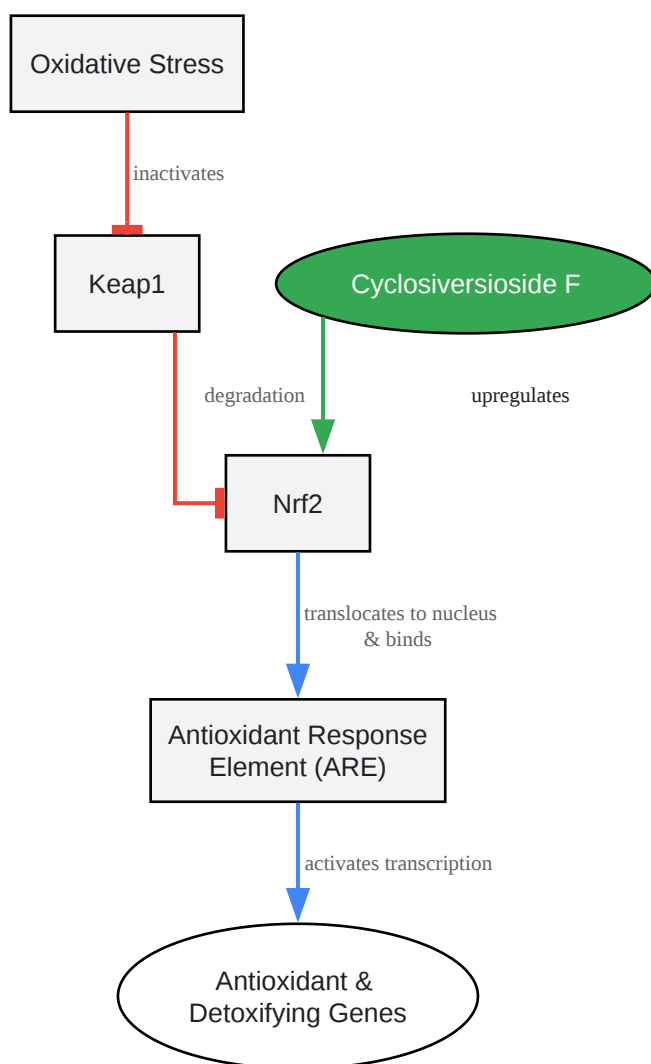 Oxidative Stress
inactivates
Keap1
Cyclosiversioside F
degradation
upregulates
Nrf2
translocates to nucleus
& binds
Antioxidant Response
Element (ARE)
activates transcription
Antioxidant &
Detoxifying Genes